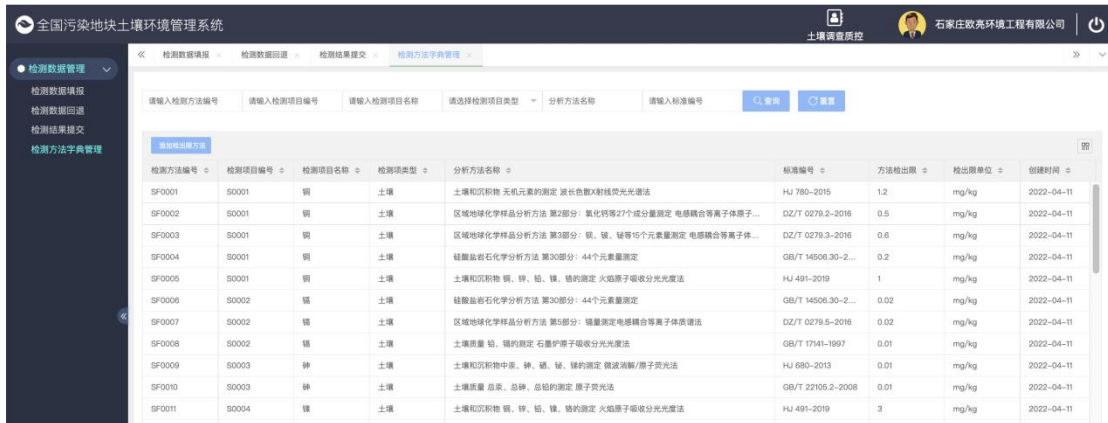 全国污染地块土壤环境管理系统
土壤调查质控
石家庄欧亮环境工程有限公司
检测数据管理
检测数据填报
检测数据回退
检测结果提交
检测方法字典管理
检测数据填报 × 检测数据回退 × 检测结果提交 × 检测方法字典管理 ×
请输入检测方法编号 请输入检测项目编号 请输入检测项目名称 请选择检测项目类型 分析方法名称 请输入标准编号 查询 重置
添加检出限方法
检测方法编号 检测项目编号 检测项目名称 检测项类型 分析方法名称 标准编号 方法检出限 检出限单位 创建时间
SF0001 S0001 铜 土壤 土壤和沉积物 无机元素的测定 波长色散X射线荧光光谱法 HJ 780-2015 1.2 mg/kg 2022-04-11
SF0002 S0001 铜 土壤 区域地球化学样品分析方法 第2部分：氧化钙等27个成分量测定 电感耦合等离子体原子... DZ/T 0279.2-2016 0.5 mg/kg 2022-04-11
SF0003 S0001 铜 土壤 区域地球化学样品分析方法 第3部分：钡、铍、铋等15个元素量测定 电感耦合等离子体... DZ/T 0279.3-2016 0.6 mg/kg 2022-04-11
SF0004 S0001 铜 土壤 硅酸盐岩石化学分析方法 第30部分：44个元素量测定 GB/T 14506.30-2... 0.2 mg/kg 2022-04-11
SF0005 S0001 铜 土壤 土壤和沉积物 铜、锌、铅、镍、铬的测定 火焰原子吸收分光光度法 HJ 491-2019 1 mg/kg 2022-04-11
SF0006 S0002 镉 土壤 硅酸盐岩石化学分析方法 第30部分：44个元素量测定 GB/T 14506.30-2... 0.02 mg/kg 2022-04-11
SF0007 S0002 镉 土壤 区域地球化学样品分析方法 第5部分：镉量测定电感耦合等离子体质谱法 DZ/T 0279.5-2016 0.02 mg/kg 2022-04-11
SF0008 S0002 镉 土壤 土壤质量 铅、镉的测定 石墨炉原子吸收分光光度法 GB/T 17141-1997 0.01 mg/kg 2022-04-11
SF0009 S0003 砷 土壤 土壤和沉积物中汞、砷、硒、铋、锑的测定 微波消解/原子荧光法 HJ 680-2013 0.01 mg/kg 2022-04-11
SF0010 S0003 砷 土壤 土壤质量 总汞、总砷、总铅的测定 原子荧光法 GB/T 22105.2-2008 0.01 mg/kg 2022-04-11
SF0011 S0004 镍 土壤 土壤和沉积物 铜、锌、铅、镍、铬的测定 火焰原子吸收分光光度法 HJ 491-2019 3 mg/kg 2022-04-11